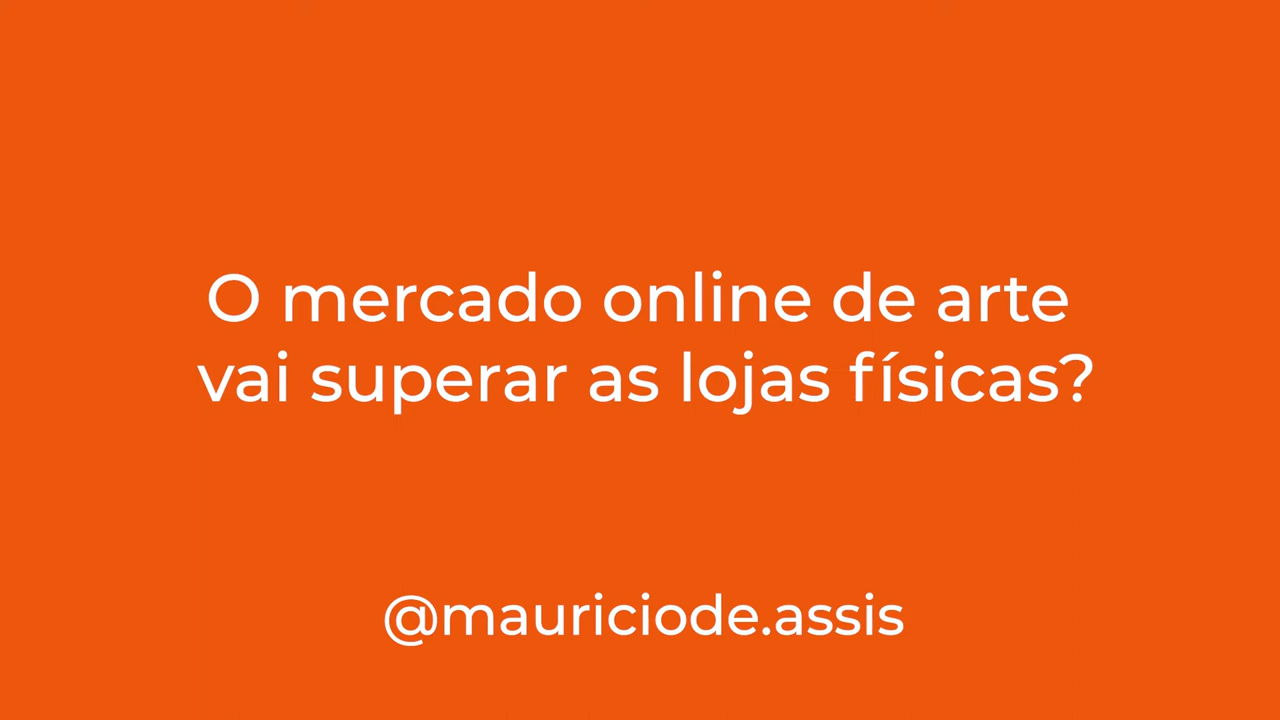 O mercado online de arte
vai superar as lojas físicas?
@mauriciode.assis